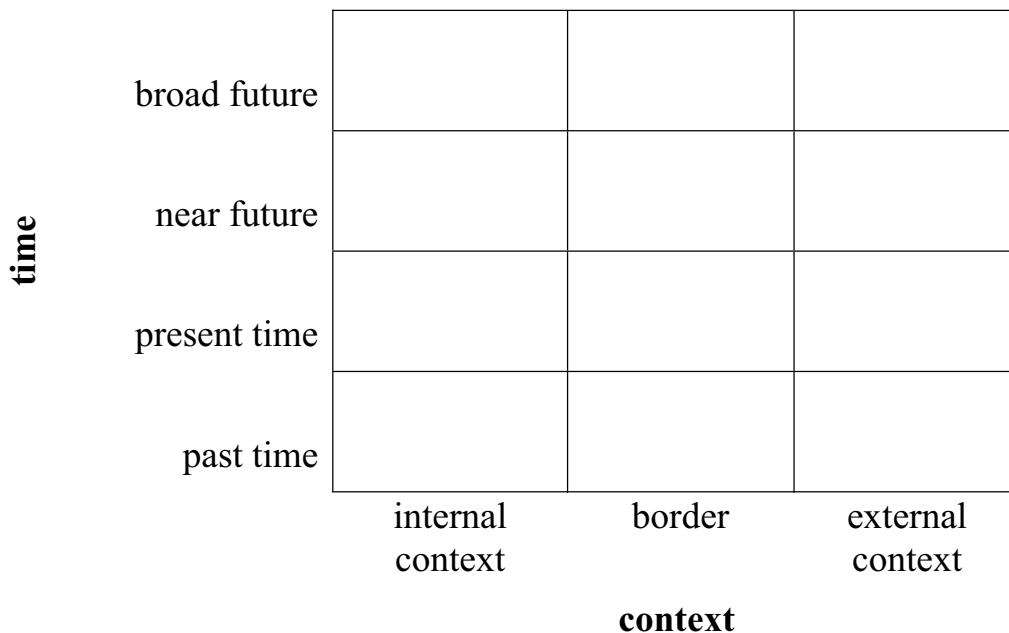 broad future
near future
time
present time
past time
internal
context
border
external
context
context